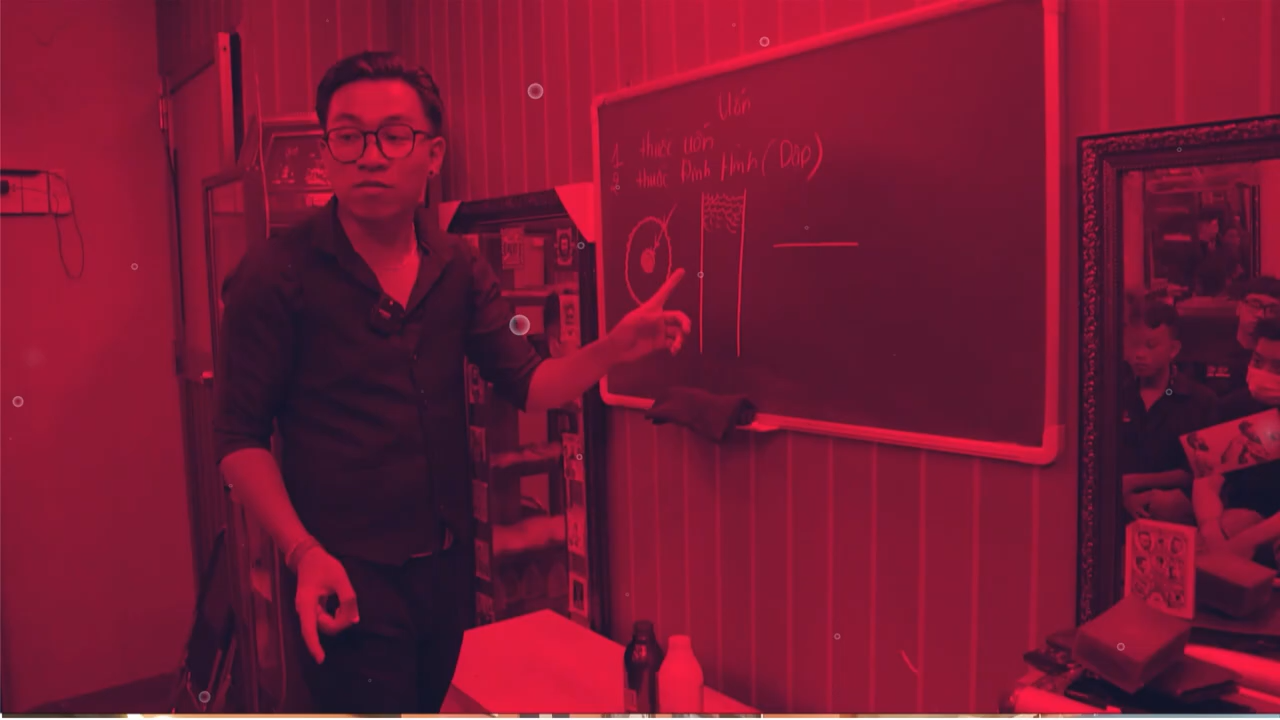 Uốn
1 thuốc uốn
2 thuốc Định Hình (Dập)